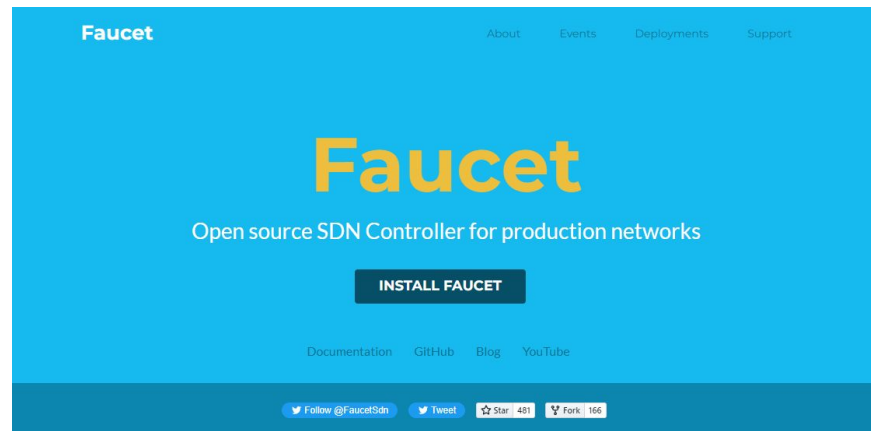 Faucet About Events Deployments Support
Faucet
Open source SDN Controller for production networks
INSTALL FAUCET
Documentation GitHub Blog YouTube
Follow @FaucetSdn Tweet Star 481 Fork 166